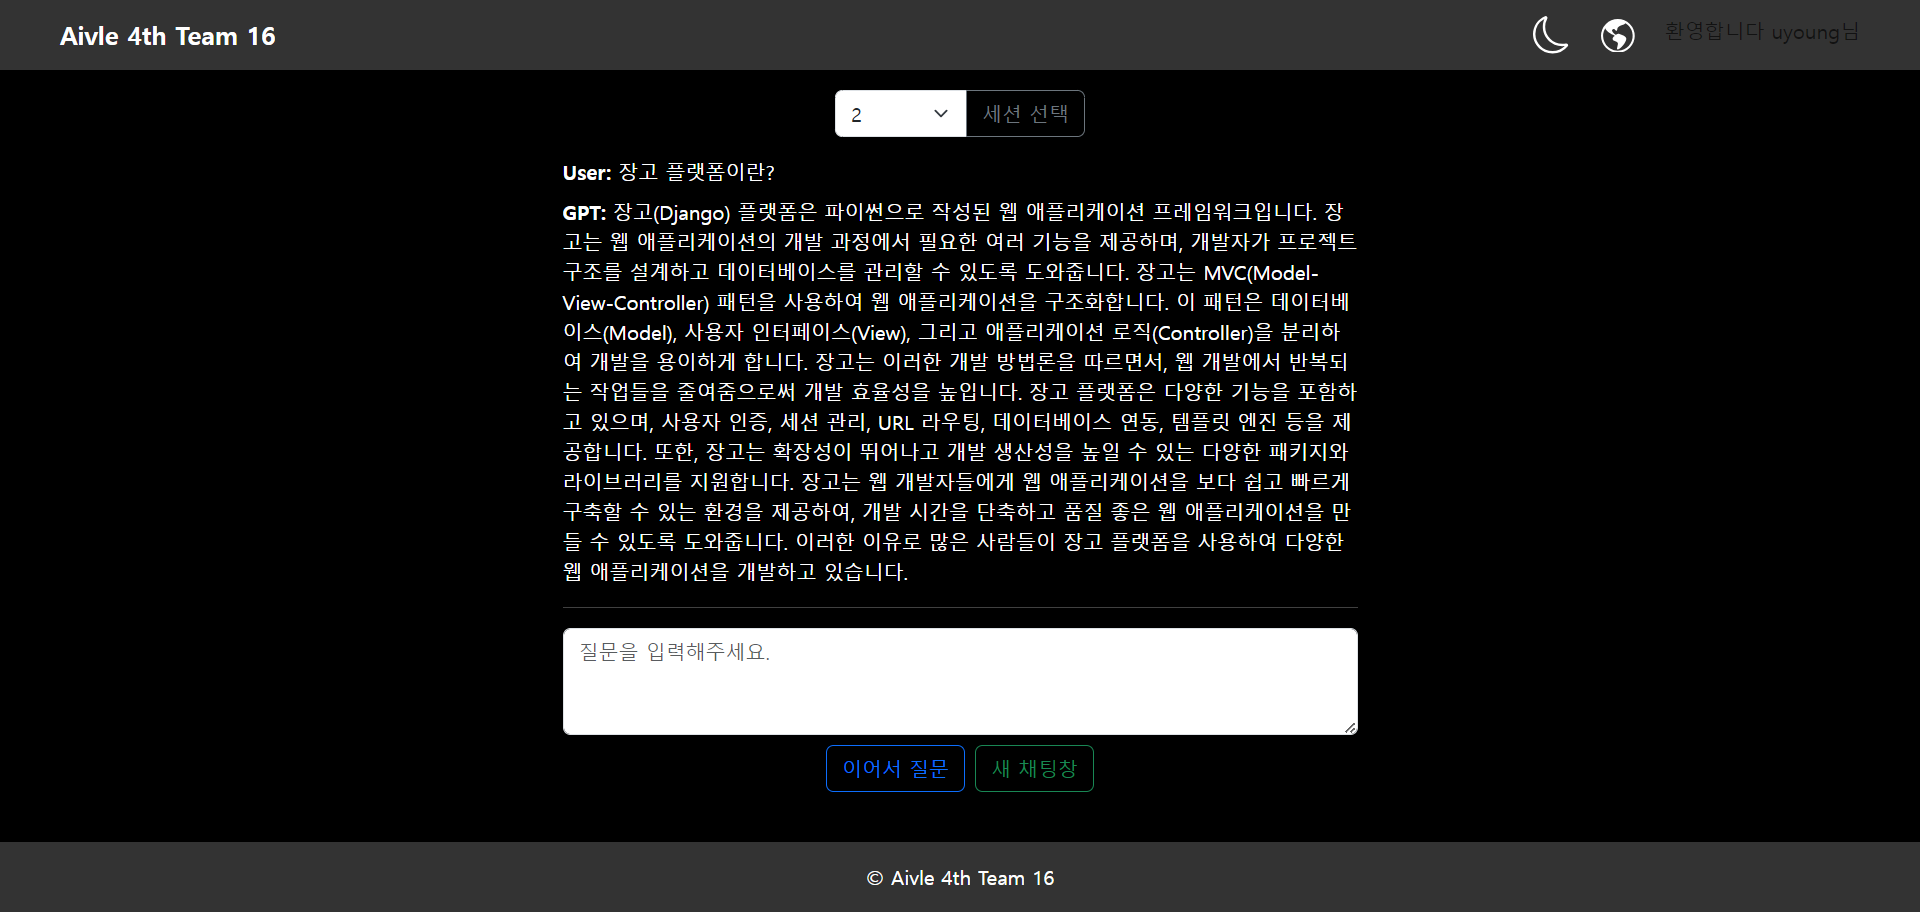 Aivle 4th Team 16
환영합니다 uyoung님
2
세션 선택
User: 장고 플랫폼이란?
GPT: 장고(Django) 플랫폼은 파이썬으로 작성된 웹 애플리케이션 프레임워크입니다. 장
고는 웹 애플리케이션의 개발 과정에서 필요한 여러 기능을 제공하며, 개발자가 프로젝트
구조를 설계하고 데이터베이스를 관리할 수 있도록 도와줍니다. 장고는 MVC(Model-
View-Controller) 패턴을 사용하여 웹 애플리케이션을 구조화합니다. 이 패턴은 데이터베
이스(Model), 사용자 인터페이스(View), 그리고 애플리케이션 로직(Controller)을 분리하
여 개발을 용이하게 합니다. 장고는 이러한 개발 방법론을 따르면서, 웹 개발에서 반복되
는 작업들을 줄여줌으로써 개발 효율성을 높입니다. 장고 플랫폼은 다양한 기능을 포함하
고 있으며, 사용자 인증, 세션 관리, URL 라우팅, 데이터베이스 연동, 템플릿 엔진 등을 제
공합니다. 또한, 장고는 확장성이 뛰어나고 개발 생산성을 높일 수 있는 다양한 패키지와
라이브러리를 지원합니다. 장고는 웹 개발자들에게 웹 애플리케이션을 보다 쉽고 빠르게
구축할 수 있는 환경을 제공하여, 개발 시간을 단축하고 품질 좋은 웹 애플리케이션을 만
들 수 있도록 도와줍니다. 이러한 이유로 많은 사람들이 장고 플랫폼을 사용하여 다양한
웹 애플리케이션을 개발하고 있습니다.
질문을 입력해주세요.
이어서 질문
새 채팅창
© Aivle 4th Team 16